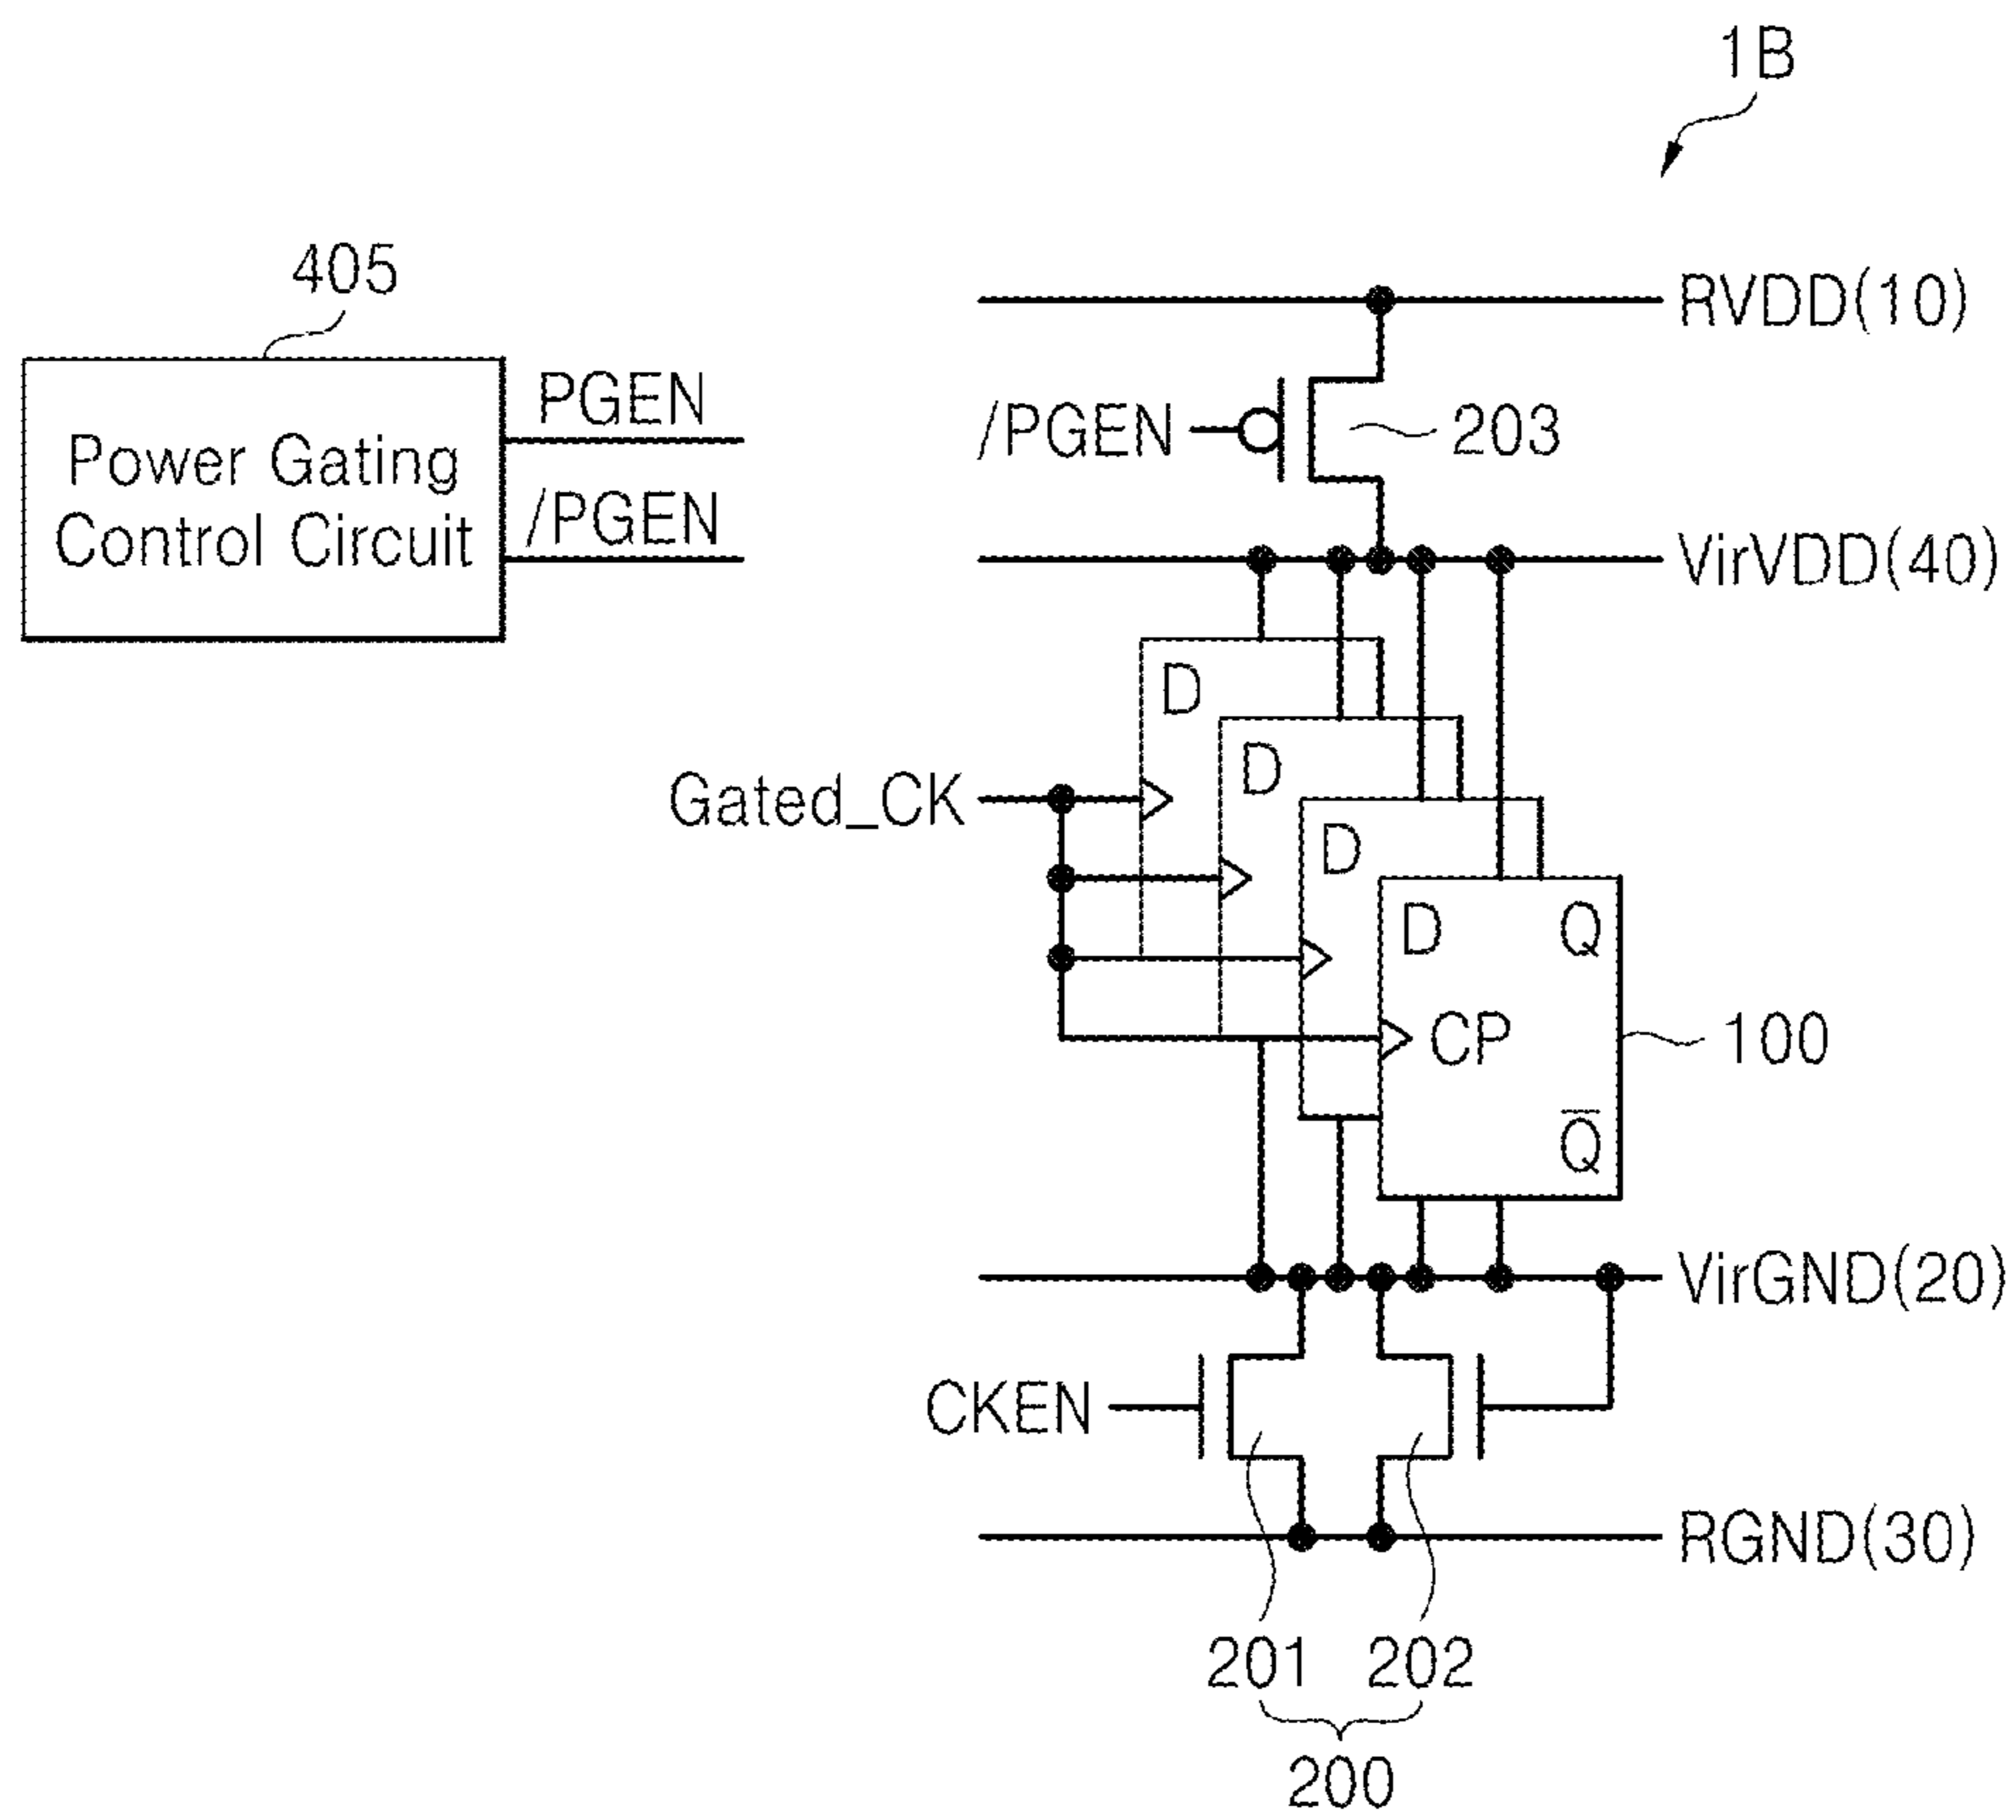 1B
405
RVDD(10)
PGEN
Power Gating
Control Circuit
/PGEN
/PGEN
203
VirVDD(40)
D
D
Gated_CK
D
D
Q
CP
100
Q̅
VirGND(20)
CKEN
RGND(30)
201
202
200